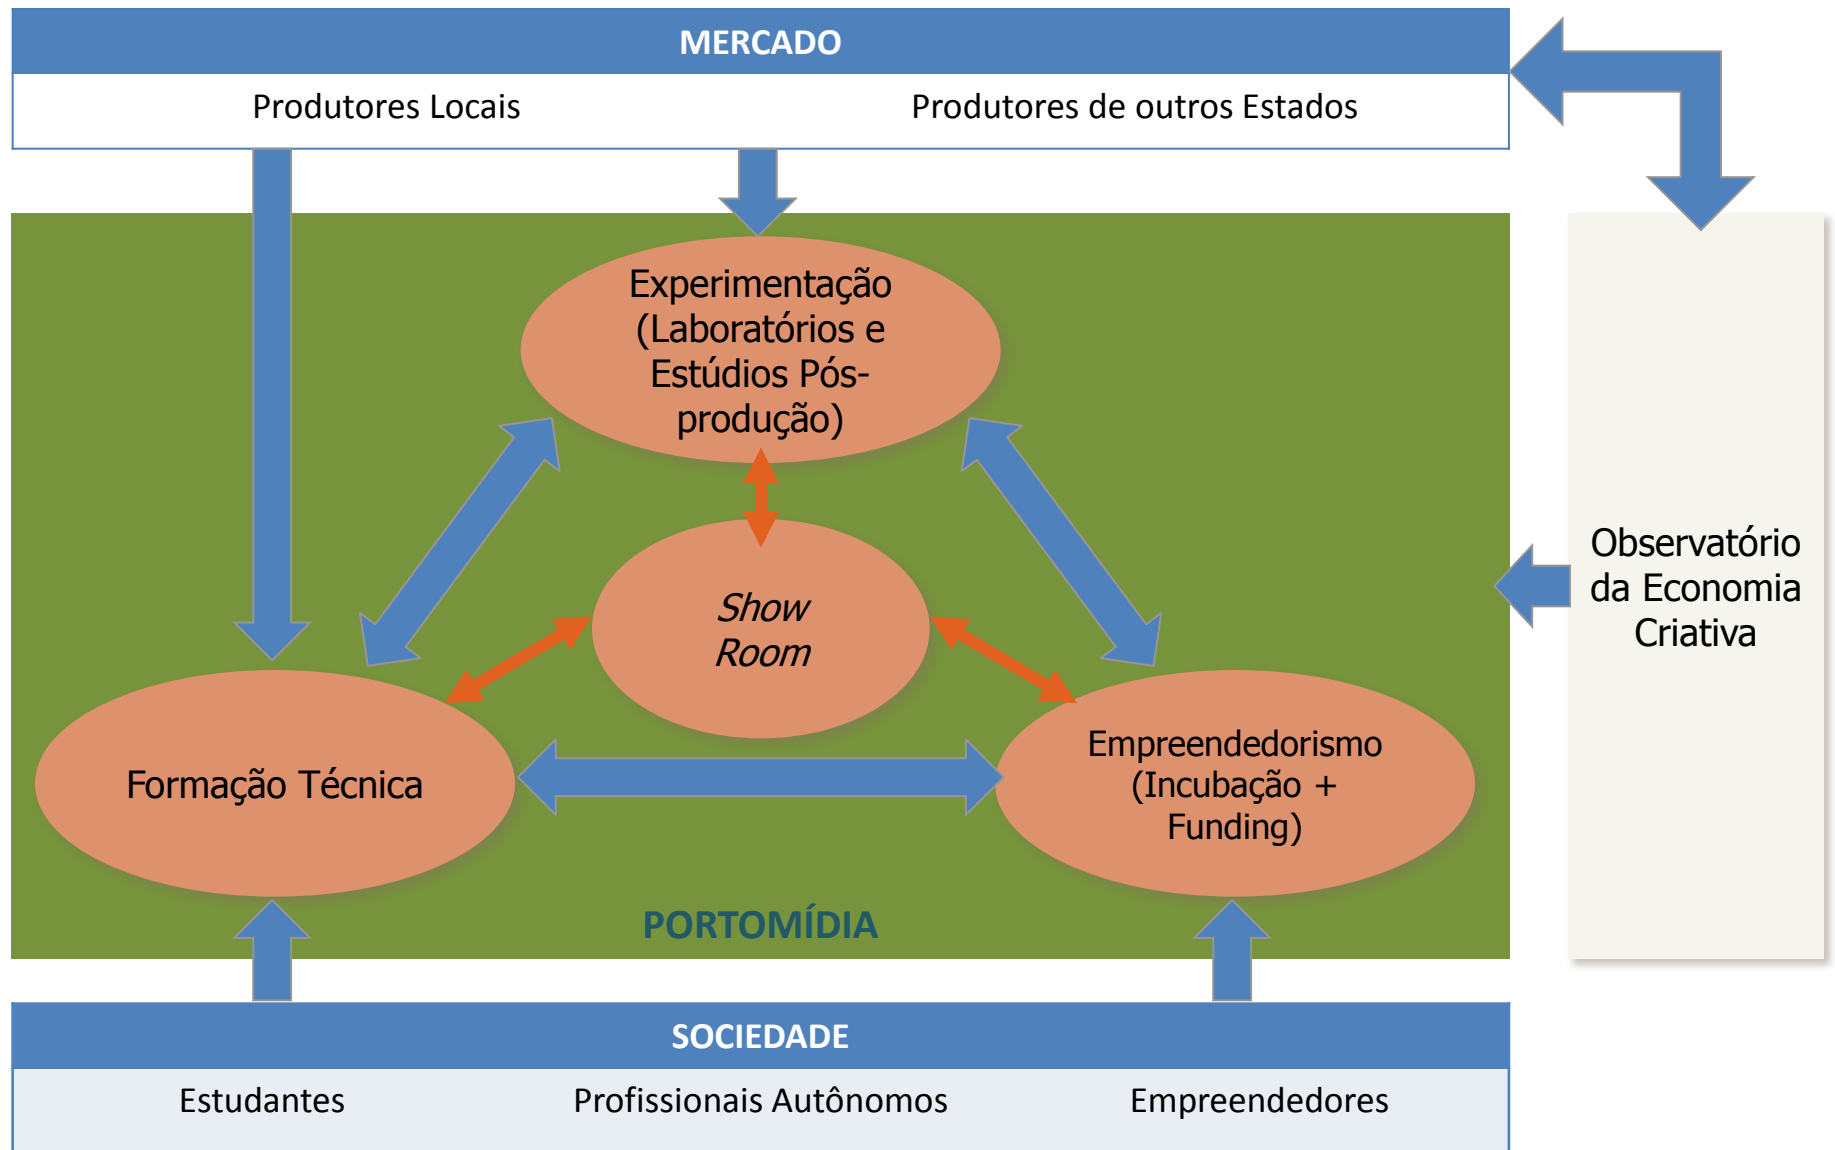 MERCADO
Produtores Locais
Produtores de outros Estados
Experimentação
(Laboratórios e
Estúdios Pós-
produção)
Show
Room
Formação Técnica
Empreendedorismo
(Incubação +
Funding)
PORTOMÍDIA
Observatório
da Economia
Criativa
SOCIEDADE
Estudantes
Profissionais Autônomos
Empreendedores